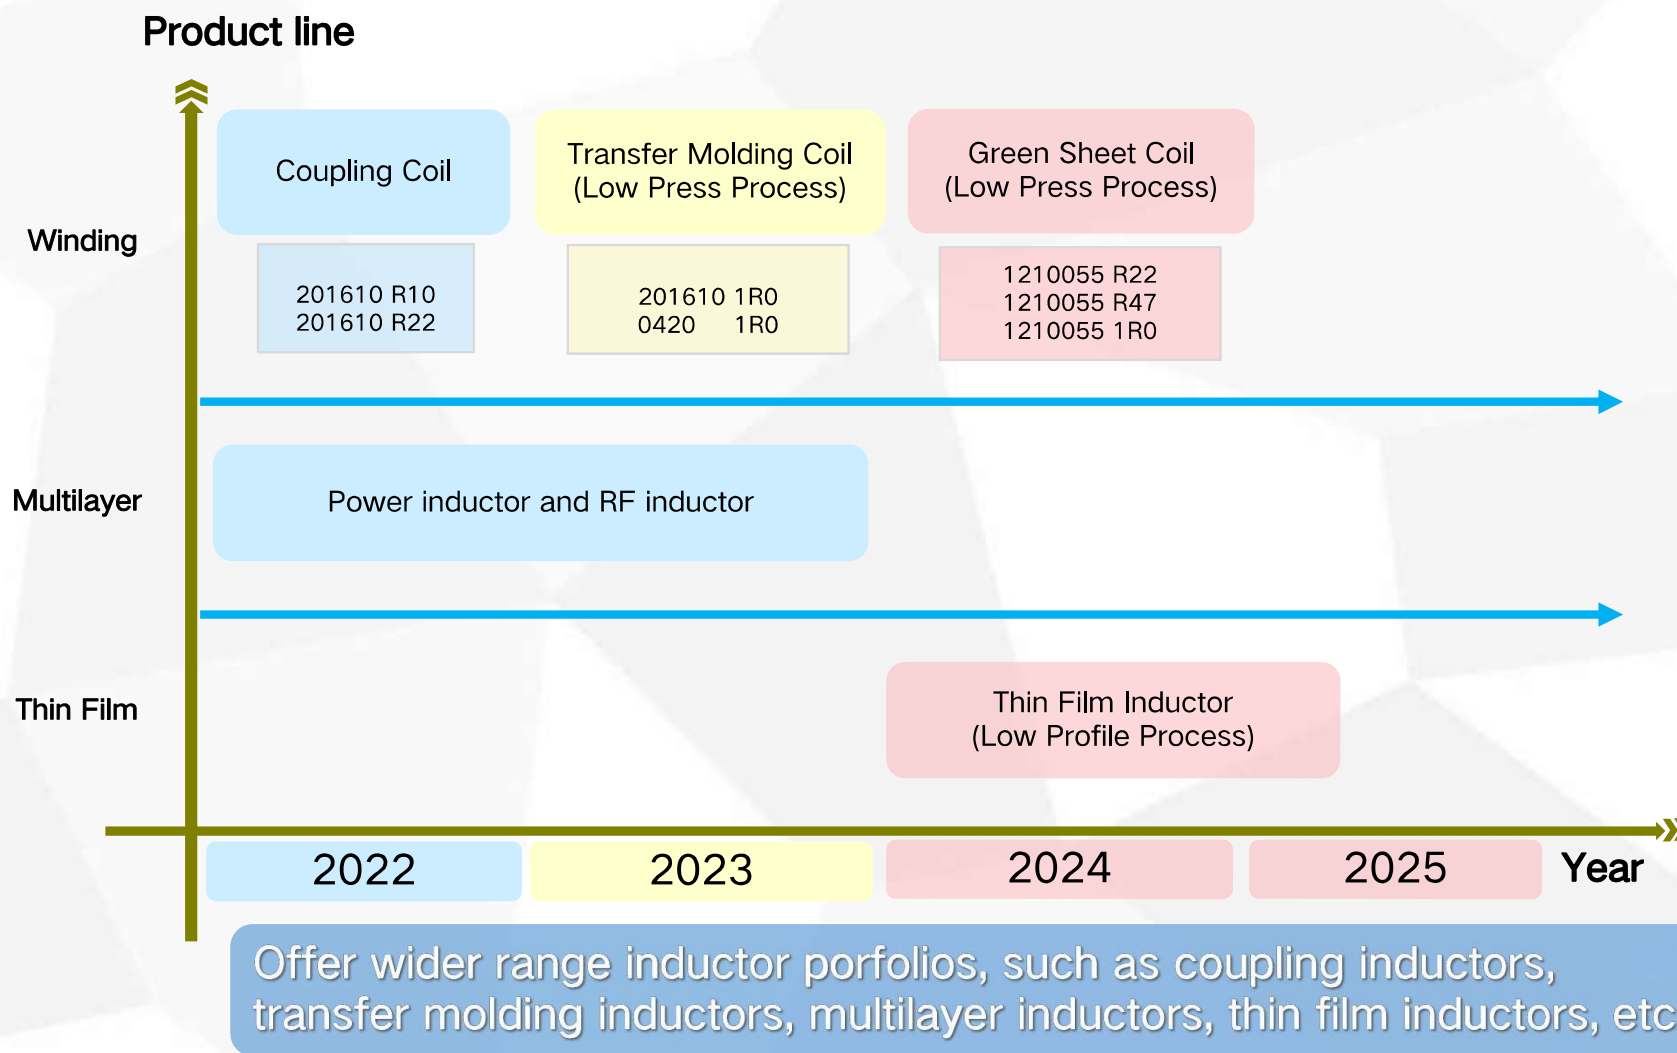 Product line
Coupling Coil
Transfer Molding Coil
(Low Press Process)
Green Sheet Coil
(Low Press Process)
Winding
201610 R10
201610 R22
201610 1R0
0420 1R0
1210055 R22
1210055 R47
1210055 1R0
Multilayer
Power inductor and RF inductor
Thin Film
Thin Film Inductor
(Low Profile Process)
2022
2023
2024
2025
Year
Offer wider range inductor porfolios, such as coupling inductors,
transfer molding inductors, multilayer inductors, thin film inductors, etc